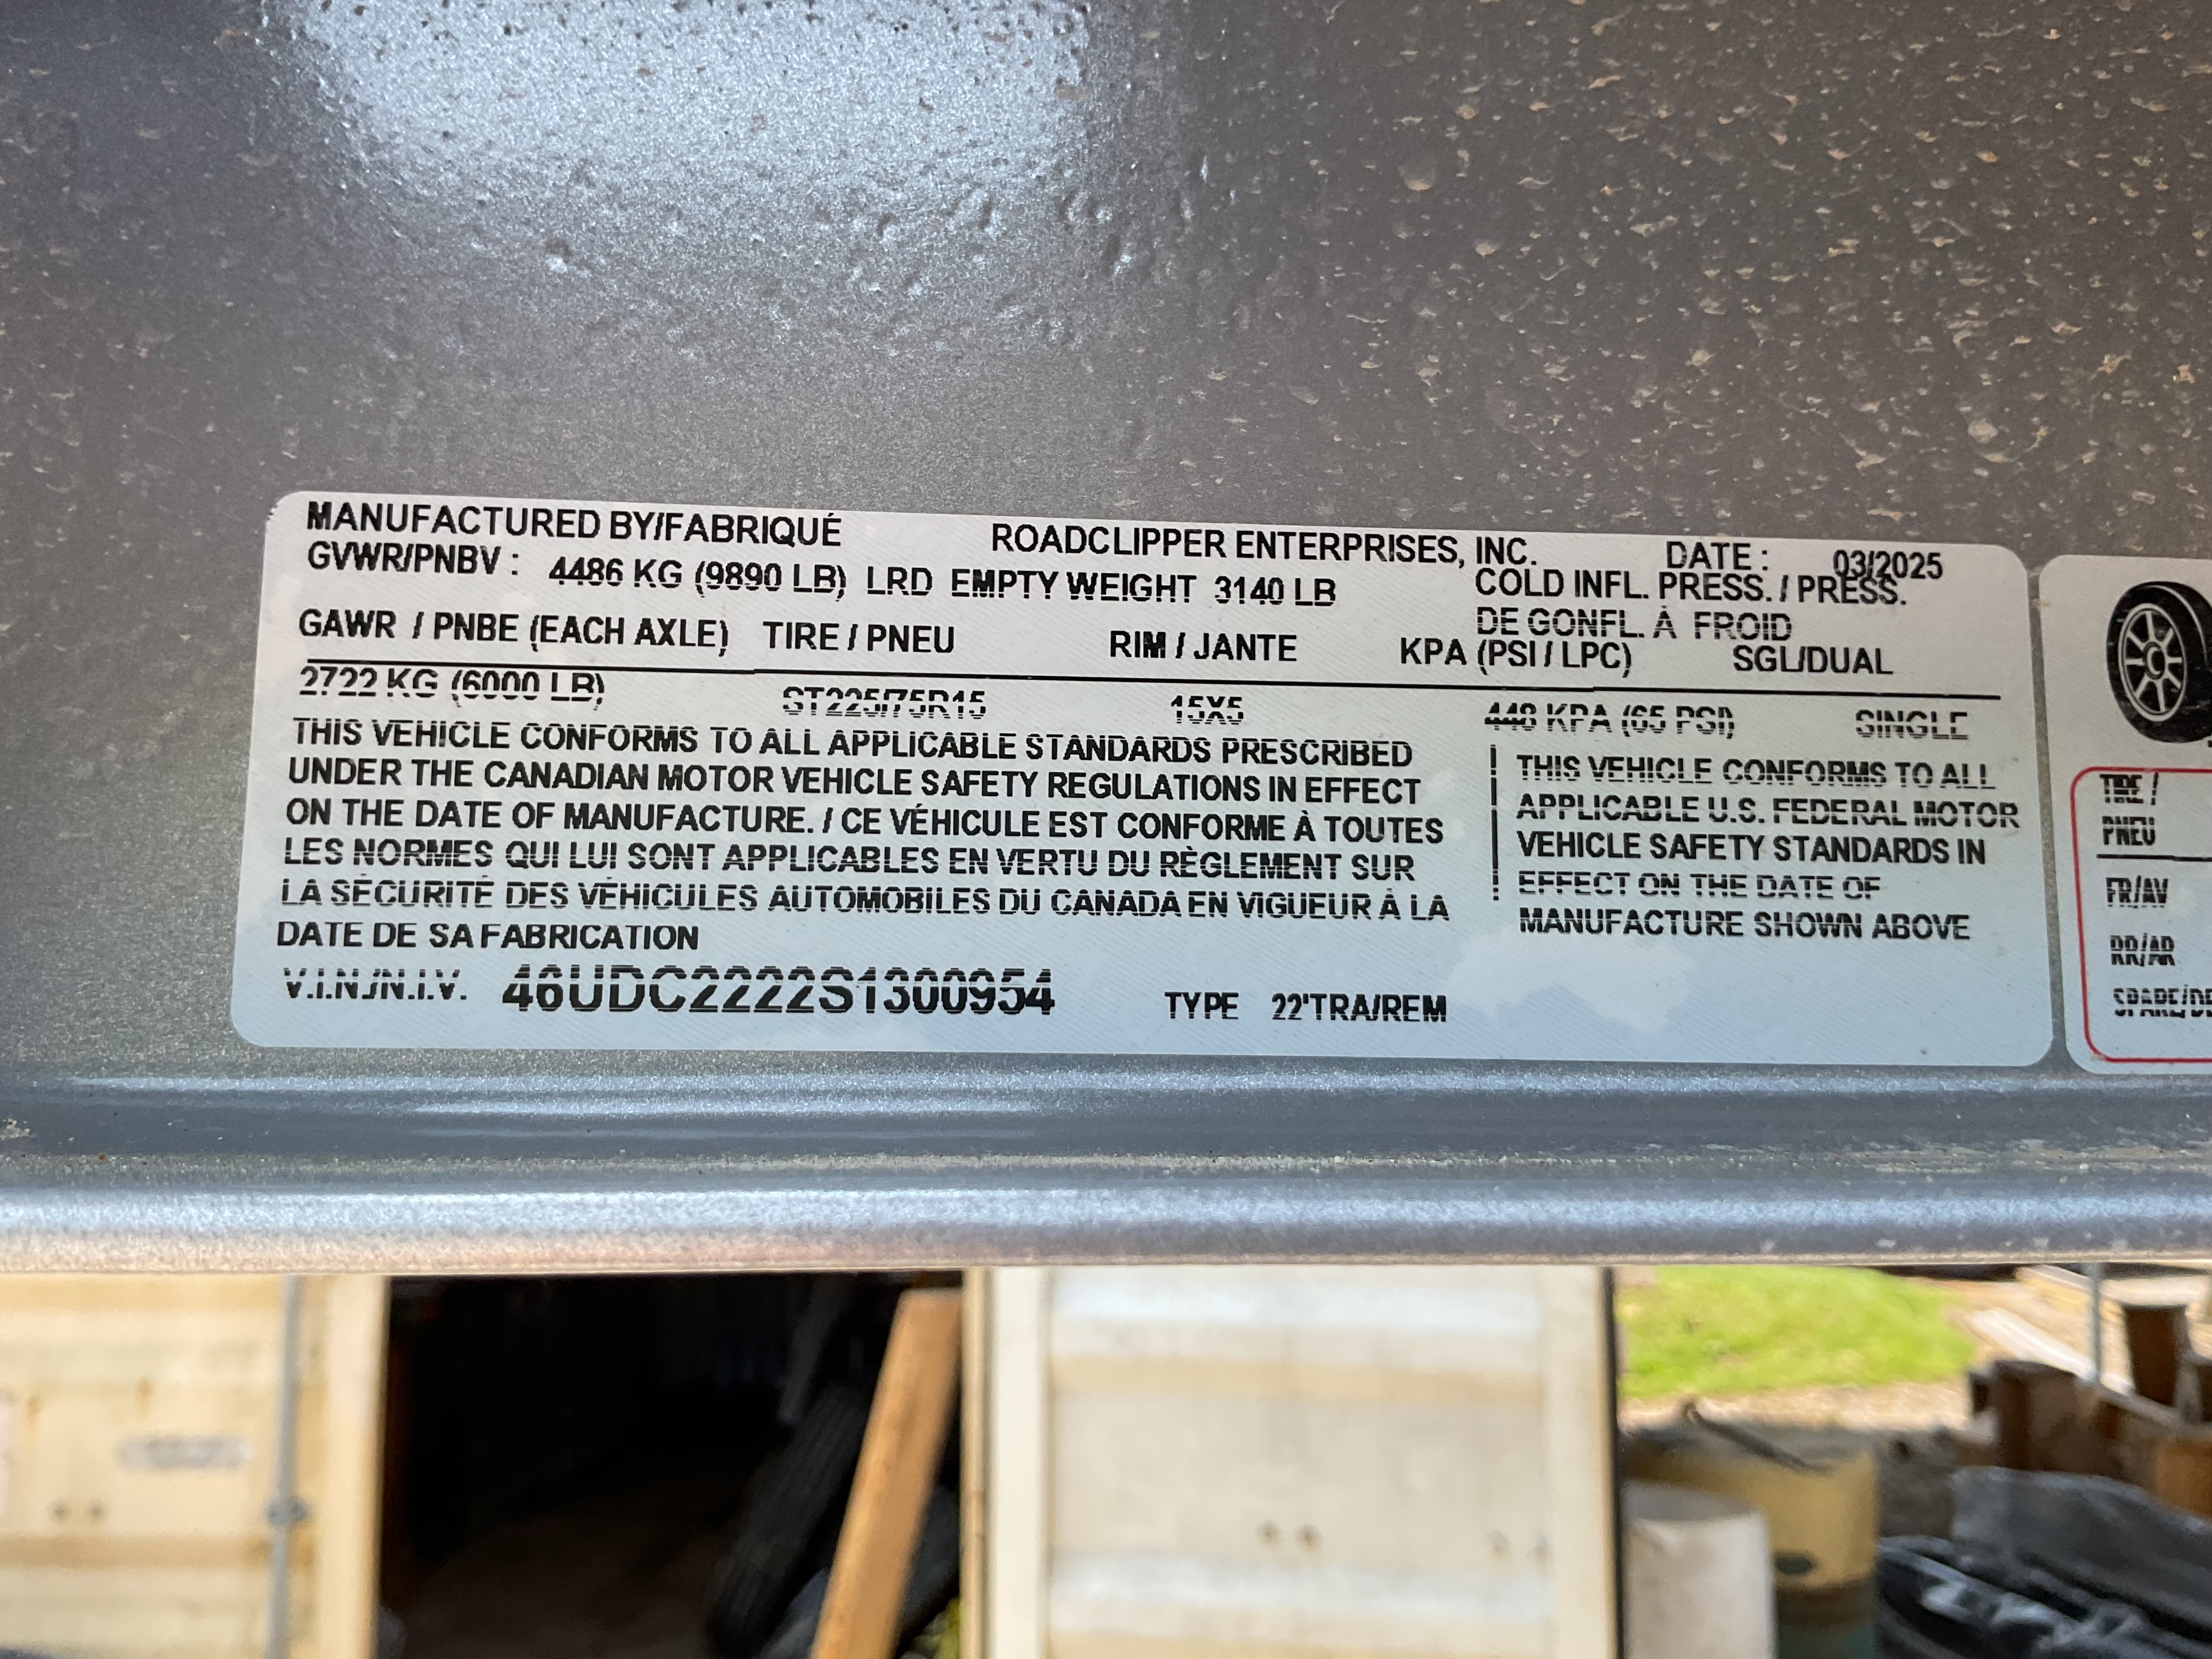 MANUFACTURED BY/FABRIQUÉ ROADCLIPPER ENTERPRISES, INC. DATE : 03/2025
GVWR/PNBV : 4486 KG (9890 LB) LRD EMPTY WEIGHT 3140 LB
COLD INFL. PRESS. / PRESS.
DE GONFL. À FROID
GAWR / PNBE (EACH AXLE) TIRE / PNEU RIM / JANTE KPA (PSI / LPC) SGL/DUAL
2722 KG (6000 LB) ST225/75R15 15X5 448 KPA (65 PSI) SINGLE
THIS VEHICLE CONFORMS TO ALL APPLICABLE STANDARDS PRESCRIBED
UNDER THE CANADIAN MOTOR VEHICLE SAFETY REGULATIONS IN EFFECT
ON THE DATE OF MANUFACTURE. / CE VÉHICULE EST CONFORME À TOUTES
LES NORMES QUI LUI SONT APPLICABLES EN VERTU DU RÈGLEMENT SUR
LA SÉCURITÉ DES VÉHICULES AUTOMOBILES DU CANADA EN VIGUEUR À LA
DATE DE SA FABRICATION
THIS VEHICLE CONFORMS TO ALL
APPLICABLE U.S. FEDERAL MOTOR
VEHICLE SAFETY STANDARDS IN
EFFECT ON THE DATE OF
MANUFACTURE SHOWN ABOVE
V.I.N./N.I.V. 46UDC2222S1300954 TYPE 22'TRA/REM
TIRE /
PNEU
FR/AV
RR/AR